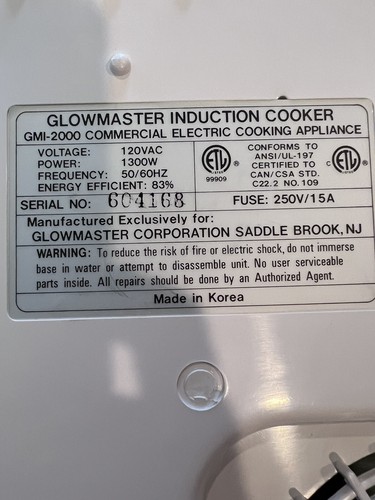 GLOWMASTER INDUCTION COOKER
GMI-2000 COMMERCIAL ELECTRIC COOKING APPLIANCE
VOLTAGE: 120VAC
POWER: 1300W
FREQUENCY: 50/60HZ
ENERGY EFFICIENT: 83%
ETL ®
LISTED
99909
CONFORMS TO
ANSI/UL-197
CERTIFIED TO
CAN/CSA STD.
C22.2 NO.109
C ETL ®
LISTED
SERIAL NO: 604168
FUSE: 250V/15A
Manufactured Exclusively for:
GLOWMASTER CORPORATION SADDLE BROOK, NJ
WARNING: To reduce the risk of fire or electric shock, do not immerse
base in water or attempt to disassemble unit. No user serviceable
parts inside. All repairs should be done by an Authorized Agent.
Made in Korea